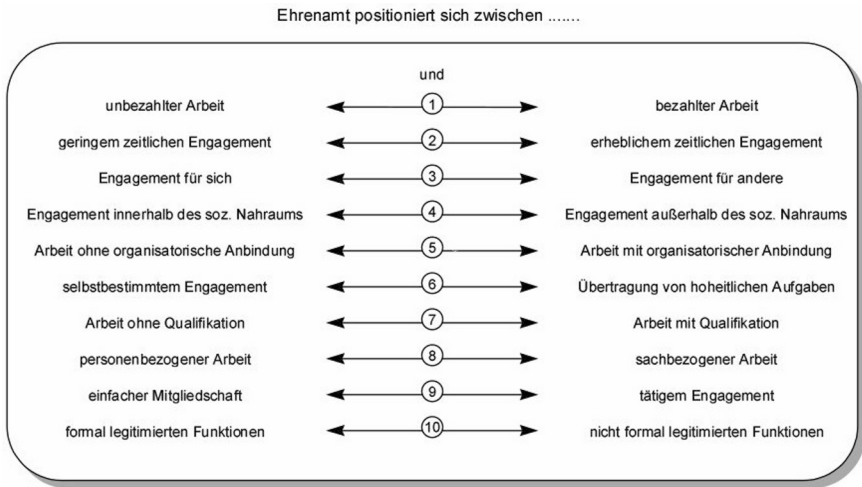 Ehrenamt positioniert sich zwischen .......
und
unbezahlter Arbeit 1 bezahlter Arbeit
geringem zeitlichen Engagement 2 erheblichem zeitlichen Engagement
Engagement für sich 3 Engagement für andere
Engagement innerhalb des soz. Nahraums 4 Engagement außerhalb des soz. Nahraums
Arbeit ohne organisatorische Anbindung 5 Arbeit mit organisatorischer Anbindung
selbstbestimmtem Engagement 6 Übertragung von hoheitlichen Aufgaben
Arbeit ohne Qualifikation 7 Arbeit mit Qualifikation
personenbezogener Arbeit 8 sachbezogener Arbeit
einfacher Mitgliedschaft 9 tätigem Engagement
formal legitimierten Funktionen 10 nicht formal legitimierten Funktionen